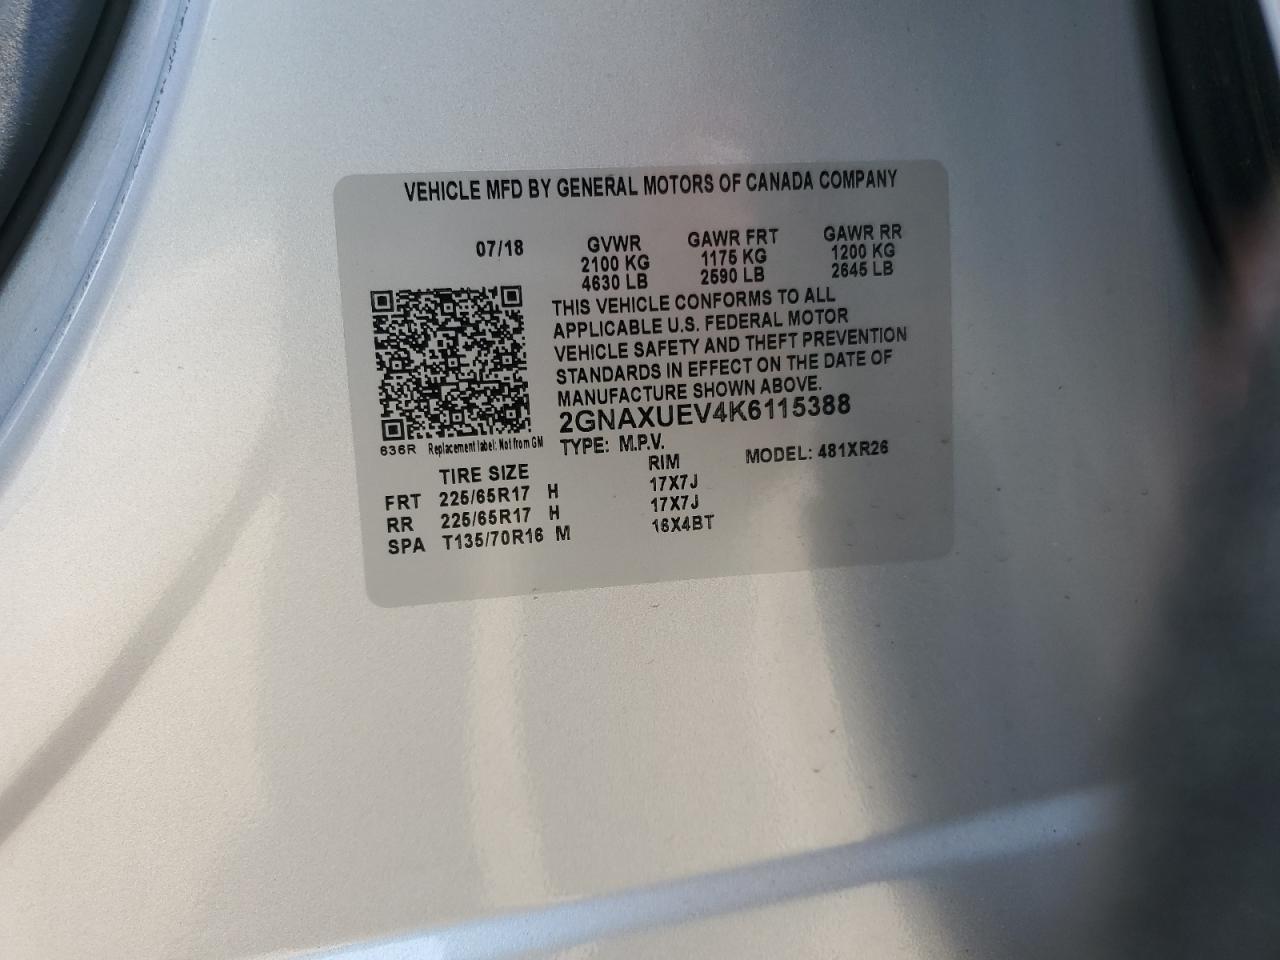 VEHICLE MFD BY GENERAL MOTORS OF CANADA COMPANY
07/18 GVWR GAWR FRT GAWR RR
2100 KG 1175 KG 1200 KG
4630 LB 2590 LB 2645 LB
THIS VEHICLE CONFORMS TO ALL
APPLICABLE U.S. FEDERAL MOTOR
VEHICLE SAFETY AND THEFT PREVENTION
STANDARDS IN EFFECT ON THE DATE OF
MANUFACTURE SHOWN ABOVE.
2GNAXUEV4K6115388
636R Replacement label: Not from GM
TYPE: M.P.V. MODEL: 481XR26
TIRE SIZE RIM
FRT 225/65R17 H 17X7J
RR 225/65R17 H 17X7J
SPA T135/70R16 M 16X4BT